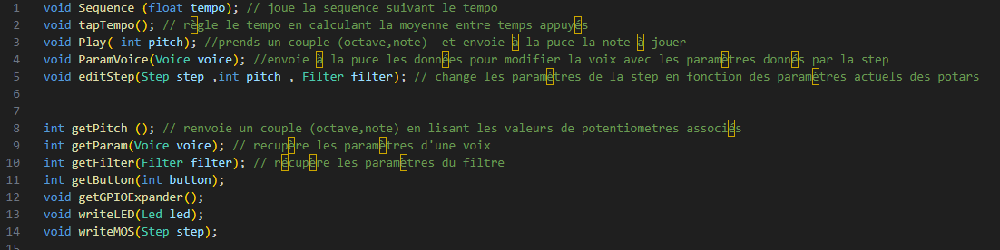 1 void Sequence (float tempo); // joue la sequence suivant le tempo
2 void tapTempo(); // règle le tempo en calculant la moyenne entre temps appuyés
3 void Play( int pitch); //prends un couple (octave,note)  et envoie à la puce la note à jouer
4 void ParamVoice(Voice voice); //envoie à la puce les données pour modifier la voix avec les paramètres donnés par la step
5 void editStep(Step step ,int pitch , Filter filter); // change les paramètres de la step en fonction des paramètres actuels des potars
6
7
8 int getPitch (); // renvoie un couple (octave,note) en lisant les valeurs de potentiometres associés
9 int getParam(Voice voice); // recupère les paramètres d'une voix
10 int getFilter(Filter filter); // récupère les paramètres du filtre
11 int getButton(int button);
12 void getGPIOExpander();
13 void writeLED(Led led);
14 void writeMOS(Step step);
15